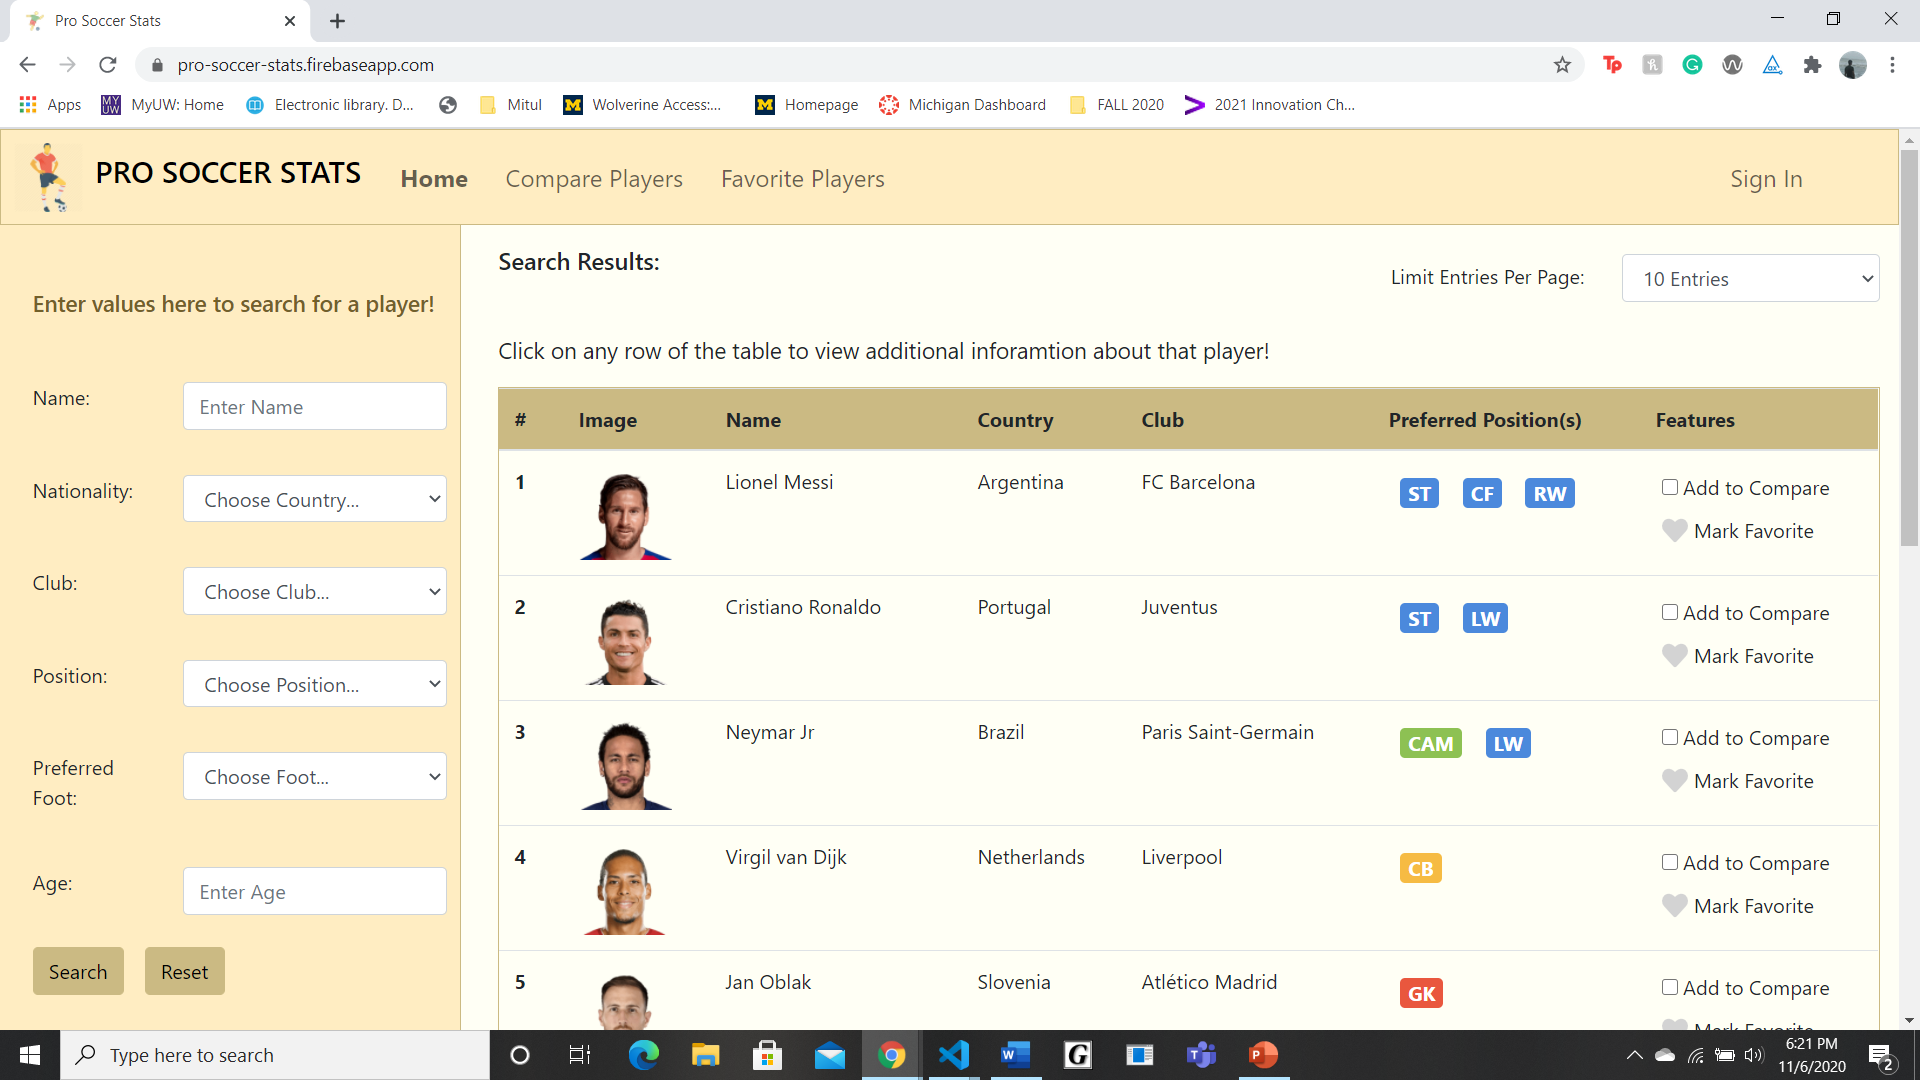 Pro Soccer Stats
pro-soccer-stats.firebaseapp.com
Apps MyUW: Home Electronic library. D... Mitul Wolverine Access:... Homepage Michigan Dashboard FALL 2020 2021 Innovation Ch...
PRO SOCCER STATS Home Compare Players Favorite Players Sign In
Enter values here to search for a player!
Name: Enter Name
Nationality: Choose Country...
Club: Choose Club...
Position: Choose Position...
Preferred
Foot: Choose Foot...
Age: Enter Age
Search Reset
Search Results:
Limit Entries Per Page: 10 Entries
Click on any row of the table to view additional inforamtion about that player!
# Image Name Country Club Preferred Position(s) Features
1 Lionel Messi Argentina FC Barcelona ST CF RW Add to Compare
Mark Favorite
2 Cristiano Ronaldo Portugal Juventus ST LW Add to Compare
Mark Favorite
3 Neymar Jr Brazil Paris Saint-Germain CAM LW Add to Compare
Mark Favorite
4 Virgil van Dijk Netherlands Liverpool CB Add to Compare
Mark Favorite
5 Jan Oblak Slovenia Atlético Madrid GK Add to Compare
Mark Favorite
Type here to search
6:21 PM
11/6/2020
2